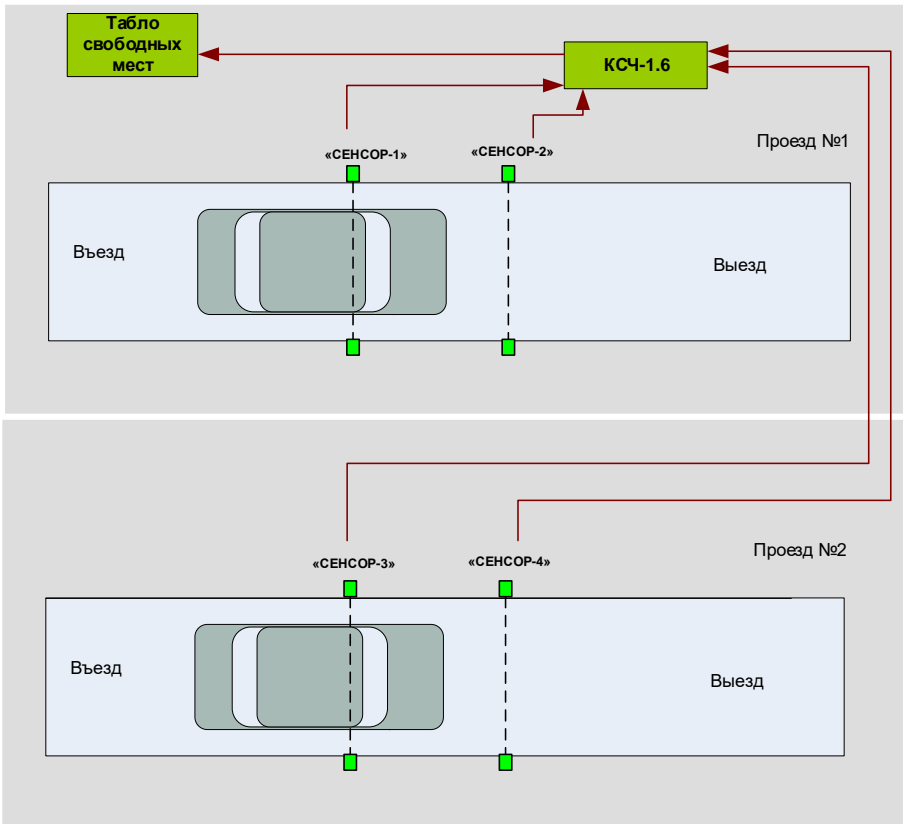 Табло
свободных
мест
КСЧ-1.6
Проезд №1
«СЕНСОР-1»
«СЕНСОР-2»
Въезд
Выезд
Проезд №2
«СЕНСОР-3»
«СЕНСОР-4»
Въезд
Выезд